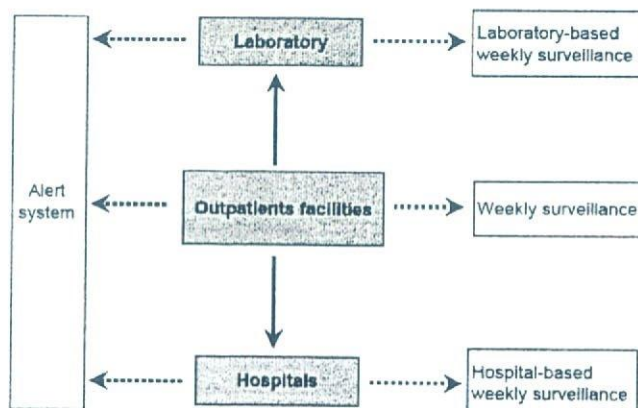 Laboratory
Laboratory-based
weekly surveillance
Alert
system
Outpatients facilities
Weekly surveillance
Hospitals
Hospital-based
weekly surveillance